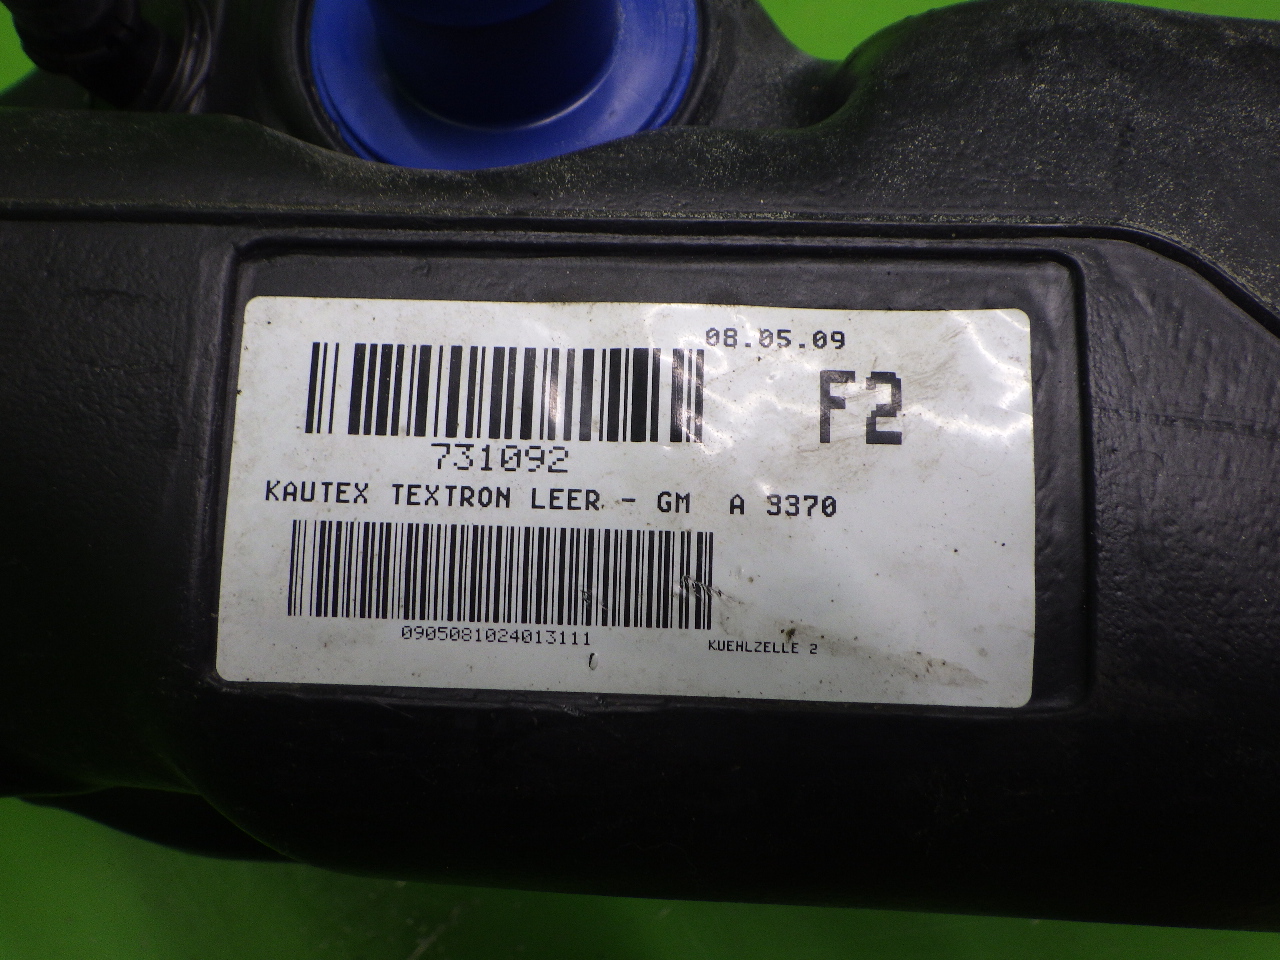 08.05.09
F2
731092
KAUTEX TEXTRON LEER - GM A 3370
0905081024013111
KUEHLZELLE 2